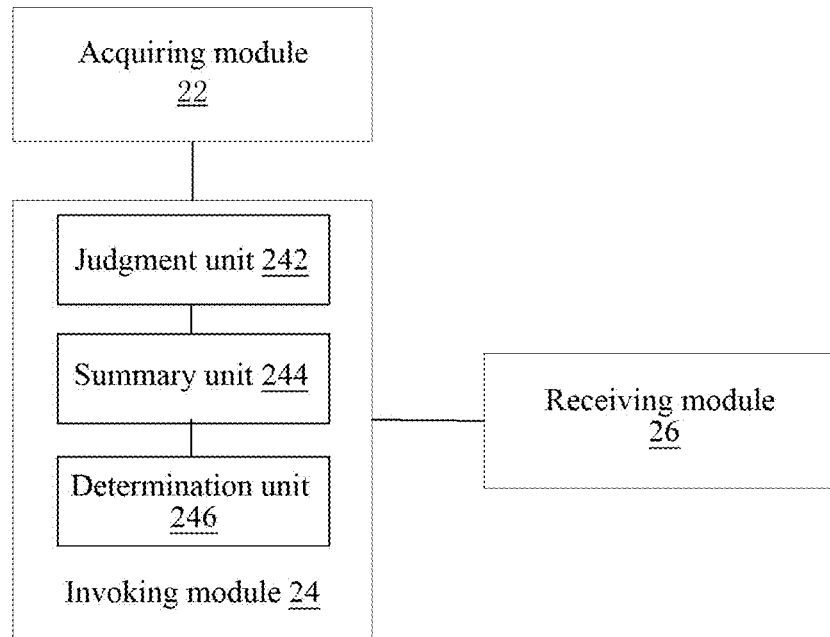 Acquiring module
22
Judgment unit 242
Summary unit 244
Determination unit
246
Invoking module 24
Receiving module
26